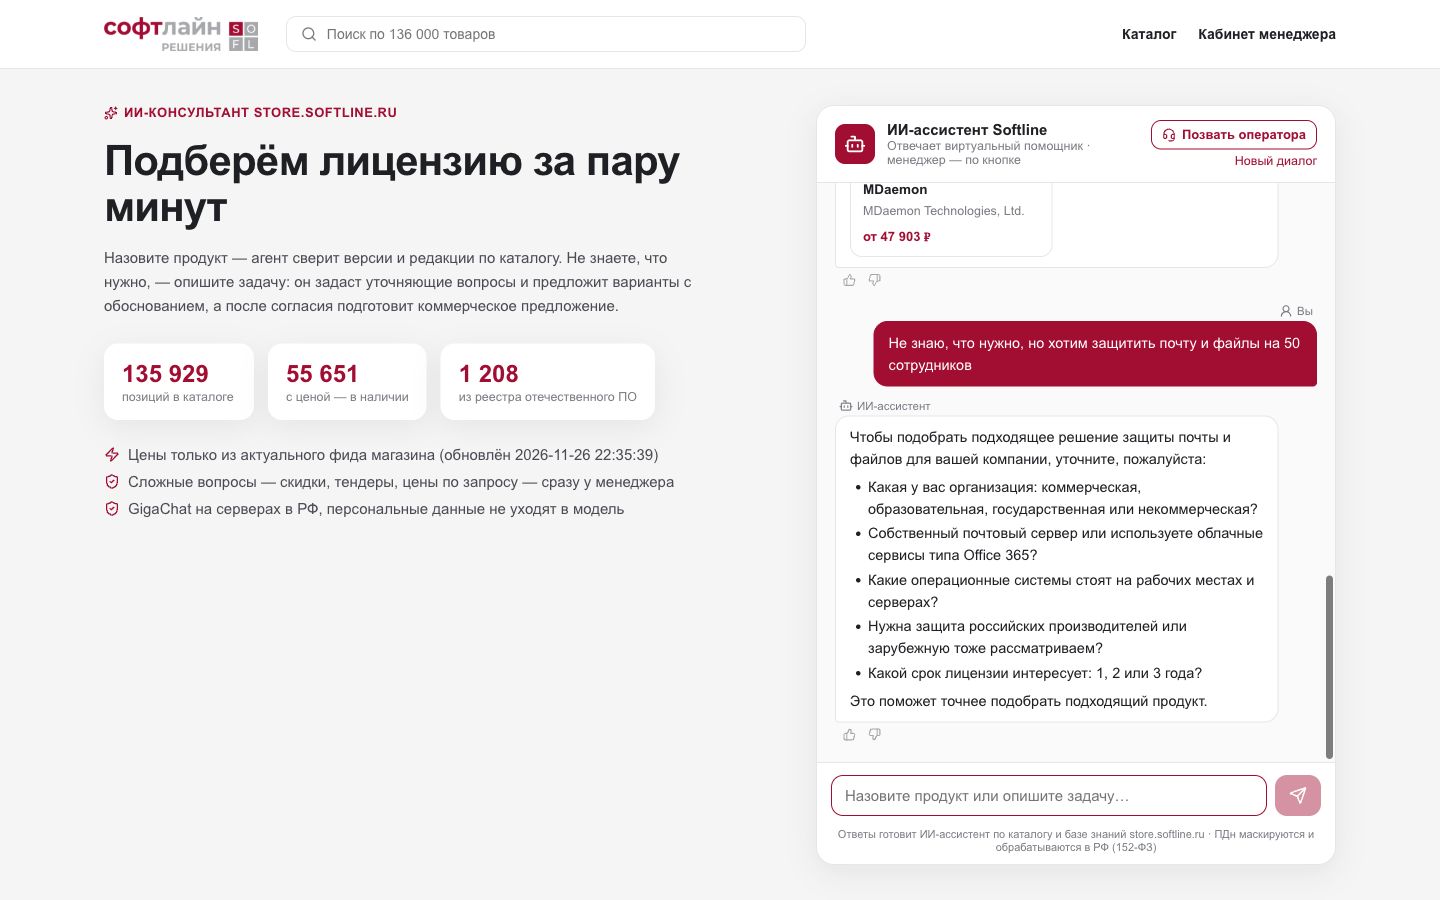 софтлайн
РЕШЕНИЯ
S O
F L
Поиск по 136 000 товаров
Каталог
Кабинет менеджера
ИИ-КОНСУЛЬТАНТ STORE.SOFTLINE.RU
Подберём лицензию за пару
минут
Назовите продукт — агент сверит версии и редакции по каталогу. Не знаете, что
нужно, — опишите задачу: он задаст уточняющие вопросы и предложит варианты с
обоснованием, а после согласия подготовит коммерческое предложение.
135 929
позиций в каталоге
55 651
с ценой — в наличии
1 208
из реестра отечественного ПО
Цены только из актуального фида магазина (обновлён 2026-11-26 22:35:39)
Сложные вопросы — скидки, тендеры, цены по запросу — сразу у менеджера
GigaChat на серверах в РФ, персональные данные не уходят в модель
ИИ-ассистент Softline
Отвечает виртуальный помощник ·
менеджер — по кнопке
Позвать оператора
Новый диалог
MDaemon
MDaemon Technologies, Ltd.
от 47 903 ₽
Вы
Не знаю, что нужно, но хотим защитить почту и файлы на 50
сотрудников
ИИ-ассистент
Чтобы подобрать подходящее решение защиты почты и
файлов для вашей компании, уточните, пожалуйста:
• Какая у вас организация: коммерческая,
образовательная, государственная или некоммерческая?
• Собственный почтовый сервер или используете облачные
сервисы типа Office 365?
• Какие операционные системы стоят на рабочих местах и
серверах?
• Нужна защита российских производителей или
зарубежную тоже рассматриваем?
• Какой срок лицензии интересует: 1, 2 или 3 года?
Это поможет точнее подобрать подходящий продукт.
Назовите продукт или опишите задачу…
Ответы готовит ИИ-ассистент по каталогу и базе знаний store.softline.ru · ПДн маскируются и
обрабатываются в РФ (152-ФЗ)